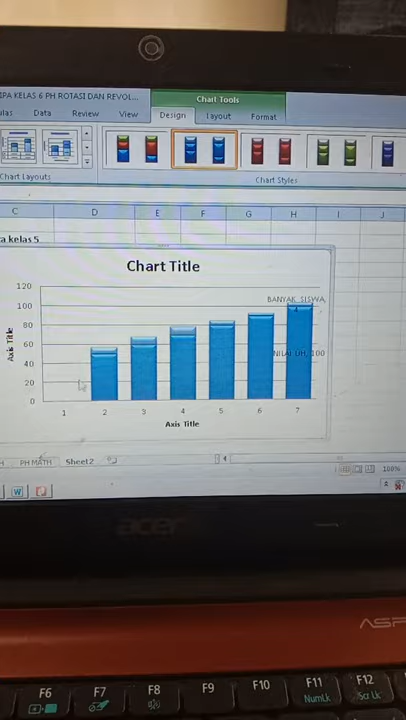 IPA KELAS 6 PH ROTASI DAN REVOL...
Chart Tools
ulas Data Review View Design Layout Format
Chart Layouts Chart Styles
C D E F G H I J
a kelas 5
Chart Title
120
100
80
60
40
20
0
Axis Title
BANYAK SISWA,
NILAI UH, 100
1 2 3 4 5 6 7
Axis Title
PH MATH Sheet2
100%
acer
ASP
F6 F7 F8 F9 F10 F11 F12
NumLk Scr Lk